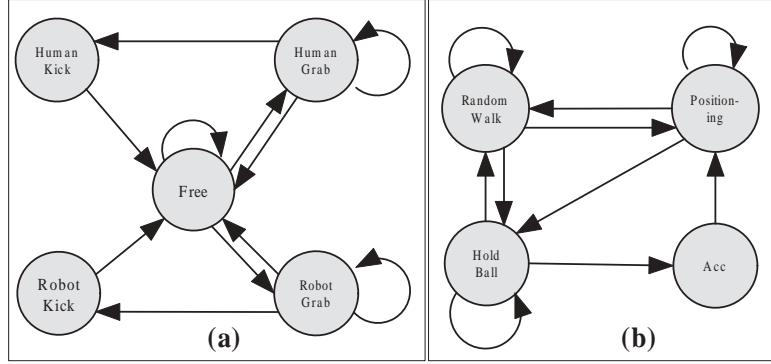 Human
Kick
Human
Grab
Free
Robot
Kick
Robot
Grab
(a)
Random
Walk
Position-
ing
Hold
Ball
Acc
(b)